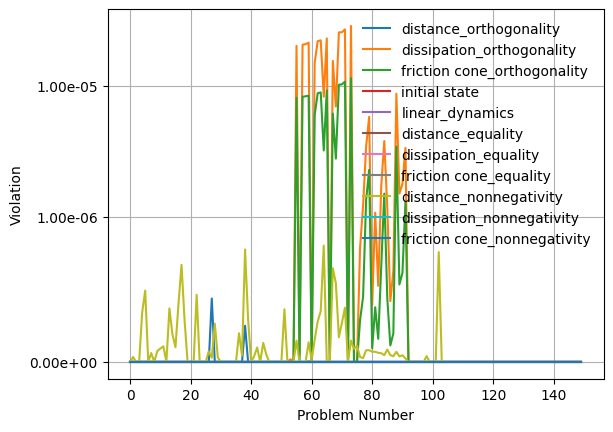 distance_orthogonality
dissipation_orthogonality
friction cone_orthogonality
initial state
linear_dynamics
distance_equality
dissipation_equality
friction cone_equality
distance_nonnegativity
dissipation_nonnegativity
friction cone_nonnegativity
1.00e-05
1.00e-06
0.00e+00
Violation
0 20 40 60 80 100 120 140
Problem Number